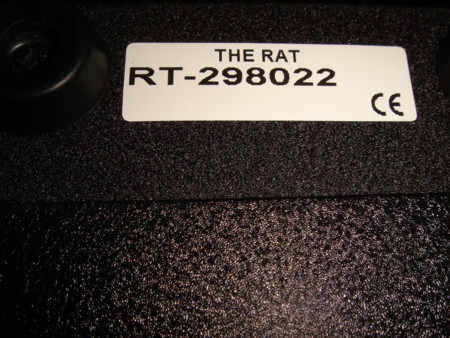 THE RAT
RT-298022
CE